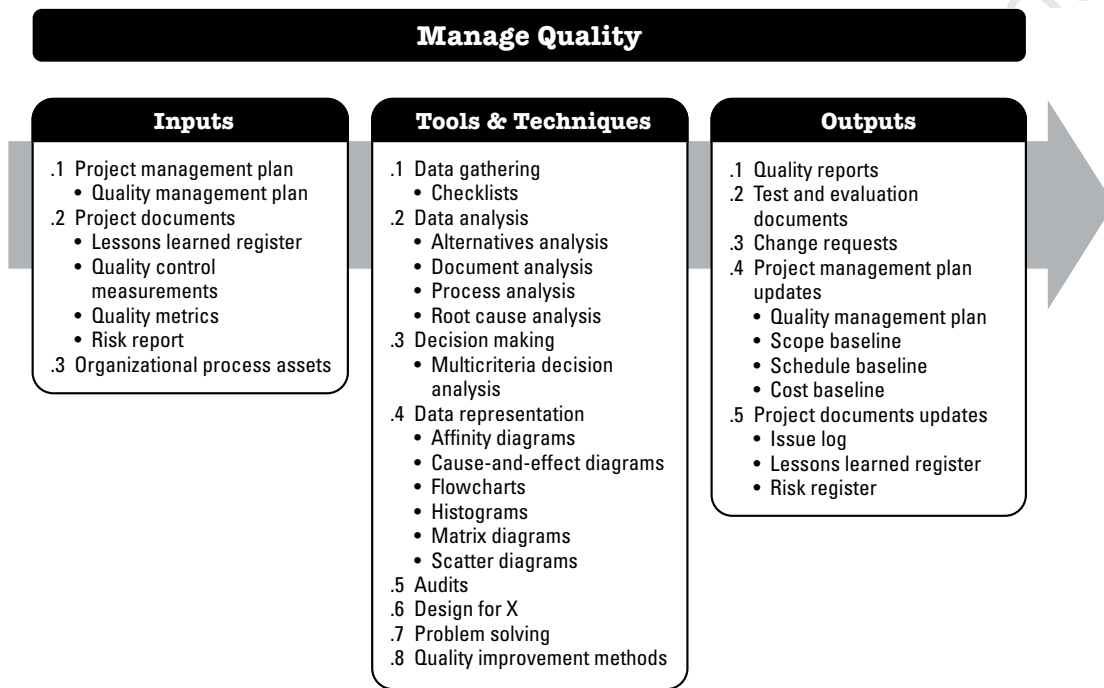 Manage Quality
Inputs
.1 Project management plan
• Quality management plan
.2 Project documents
• Lessons learned register
• Quality control
measurements
• Quality metrics
• Risk report
.3 Organizational process assets
Tools & Techniques
.1 Data gathering
• Checklists
.2 Data analysis
• Alternatives analysis
• Document analysis
• Process analysis
• Root cause analysis
.3 Decision making
• Multicriteria decision
analysis
.4 Data representation
• Affinity diagrams
• Cause-and-effect diagrams
• Flowcharts
• Histograms
• Matrix diagrams
• Scatter diagrams
.5 Audits
.6 Design for X
.7 Problem solving
.8 Quality improvement methods
Outputs
.1 Quality reports
.2 Test and evaluation
documents
.3 Change requests
.4 Project management plan
updates
• Quality management plan
• Scope baseline
• Schedule baseline
• Cost baseline
.5 Project documents updates
• Issue log
• Lessons learned register
• Risk register